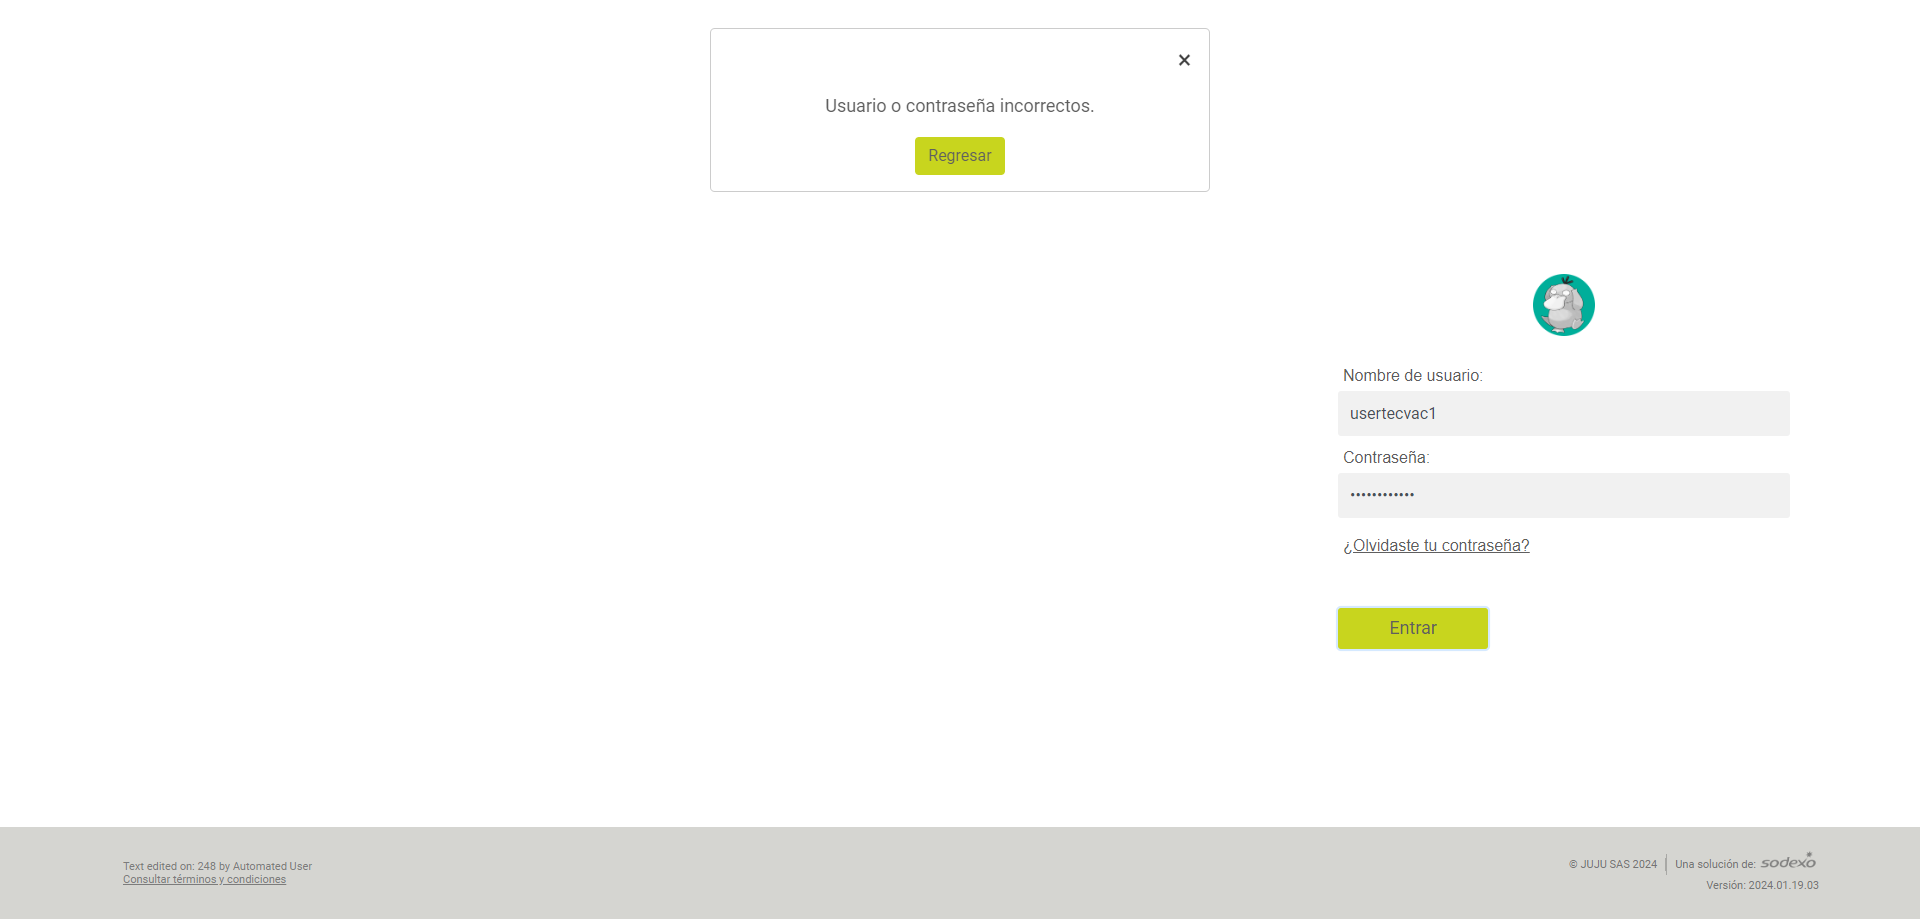 ×
Usuario o contraseña incorrectos.
Regresar
Nombre de usuario:
usertecvac1
Contraseña:
••••••••••••
¿Olvidaste tu contraseña?
Entrar
Text edited on: 248 by Automated User
Consultar términos y condiciones
© JUJU SAS 2024 | Una solución de: sodexo
Versión: 2024.01.19.03